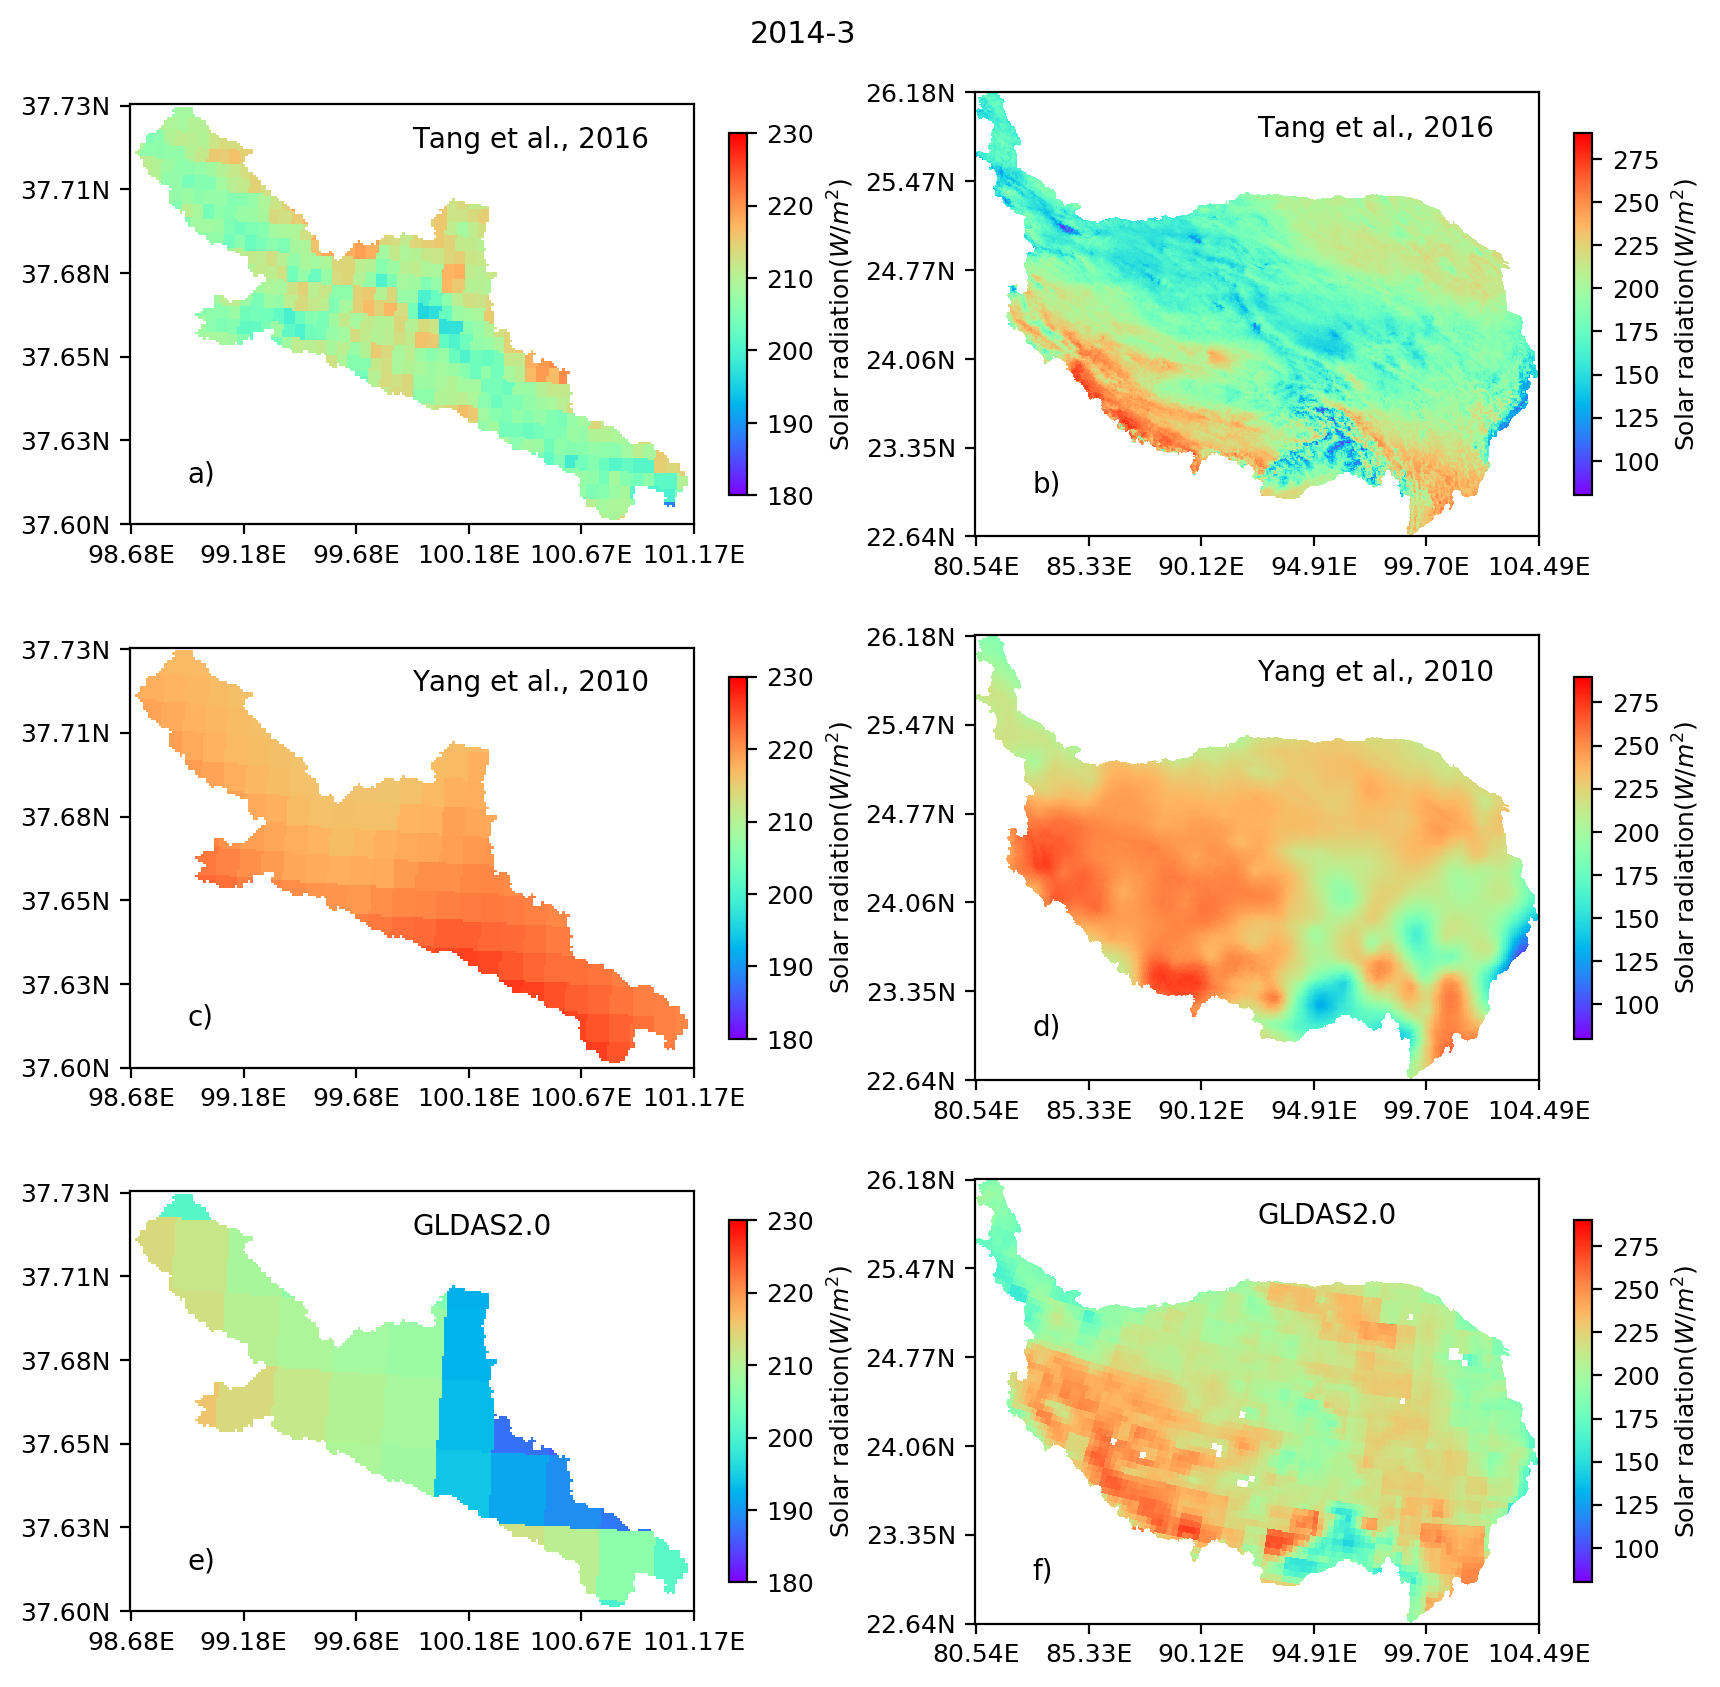 2014-3
Tang et al., 2016
37.73N
37.71N
37.68N
37.65N
37.63N
37.60N
98.68E 99.18E 99.68E 100.18E 100.67E 101.17E
a)
230
220
210
200
190
180
Solar radiation(W/m²)
Tang et al., 2016
26.18N
25.47N
24.77N
24.06N
23.35N
22.64N
80.54E 85.33E 90.12E 94.91E 99.70E 104.49E
b)
275
250
225
200
175
150
125
100
Solar radiation(W/m²)
Yang et al., 2010
37.73N
37.71N
37.68N
37.65N
37.63N
37.60N
98.68E 99.18E 99.68E 100.18E 100.67E 101.17E
c)
230
220
210
200
190
180
Solar radiation(W/m²)
Yang et al., 2010
26.18N
25.47N
24.77N
24.06N
23.35N
22.64N
80.54E 85.33E 90.12E 94.91E 99.70E 104.49E
d)
275
250
225
200
175
150
125
100
Solar radiation(W/m²)
GLDAS2.0
37.73N
37.71N
37.68N
37.65N
37.63N
37.60N
98.68E 99.18E 99.68E 100.18E 100.67E 101.17E
e)
230
220
210
200
190
180
Solar radiation(W/m²)
GLDAS2.0
26.18N
25.47N
24.77N
24.06N
23.35N
22.64N
80.54E 85.33E 90.12E 94.91E 99.70E 104.49E
f)
275
250
225
200
175
150
125
100
Solar radiation(W/m²)